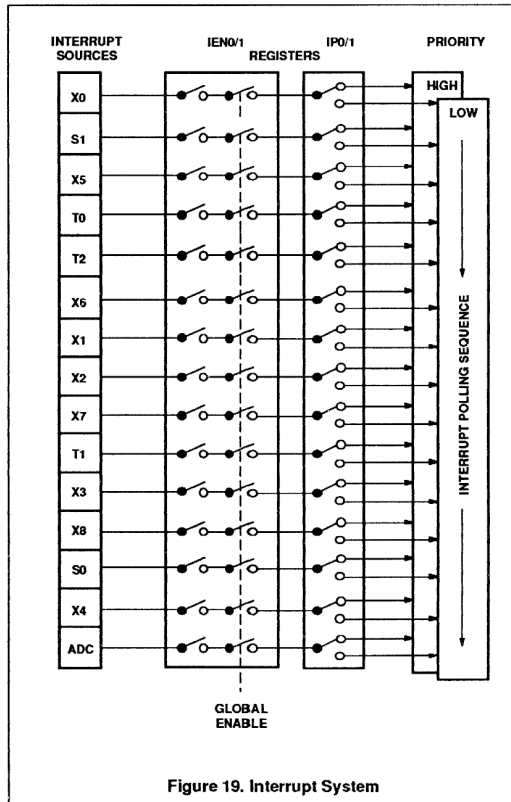 INTERRUPT
SOURCES
IEN0/1
REGISTERS
IP0/1
PRIORITY
X0
S1
X5
T0
T2
X6
X1
X2
X7
T1
X3
X8
S0
X4
ADC
HIGH
LOW
INTERRUPT POLLING SEQUENCE
GLOBAL
ENABLE
Figure 19. Interrupt System